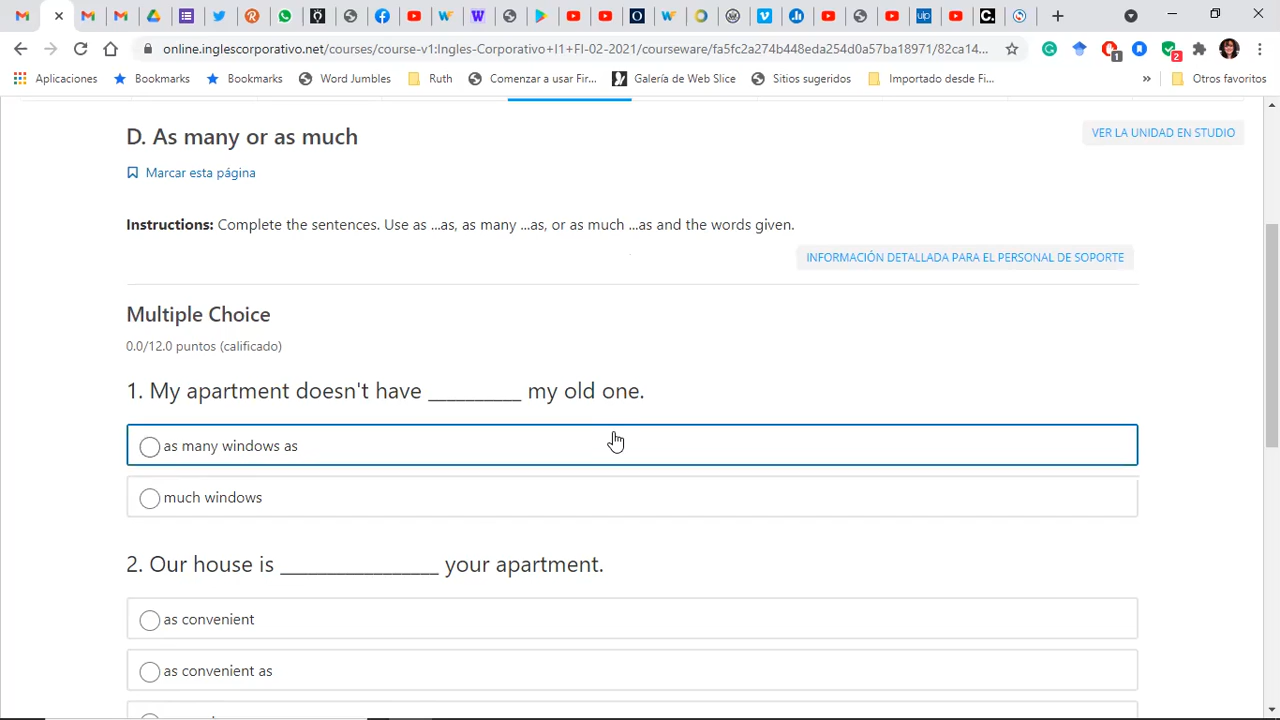 online.inglescorporativo.net/courses/course-v1:Ingles-Corporativo+I1+FI-02-2021/courseware/fa5fc2a274b448eda254d0a57ba18971/82ca14...
Aplicaciones Bookmarks Bookmarks Word Jumbles Ruth Comenzar a usar Fir... Galería de Web Slice Sitios sugeridos Importado desde Fi... » Otros favoritos
D. As many or as much
VER LA UNIDAD EN STUDIO
Marcar esta página
Instructions: Complete the sentences. Use as ...as, as many ...as, or as much ...as and the words given.
INFORMACIÓN DETALLADA PARA EL PERSONAL DE SOPORTE
Multiple Choice
0.0/12.0 puntos (calificado)
1. My apartment doesn't have __________ my old one.
as many windows as
much windows
2. Our house is _________________ your apartment.
as convenient
as convenient as